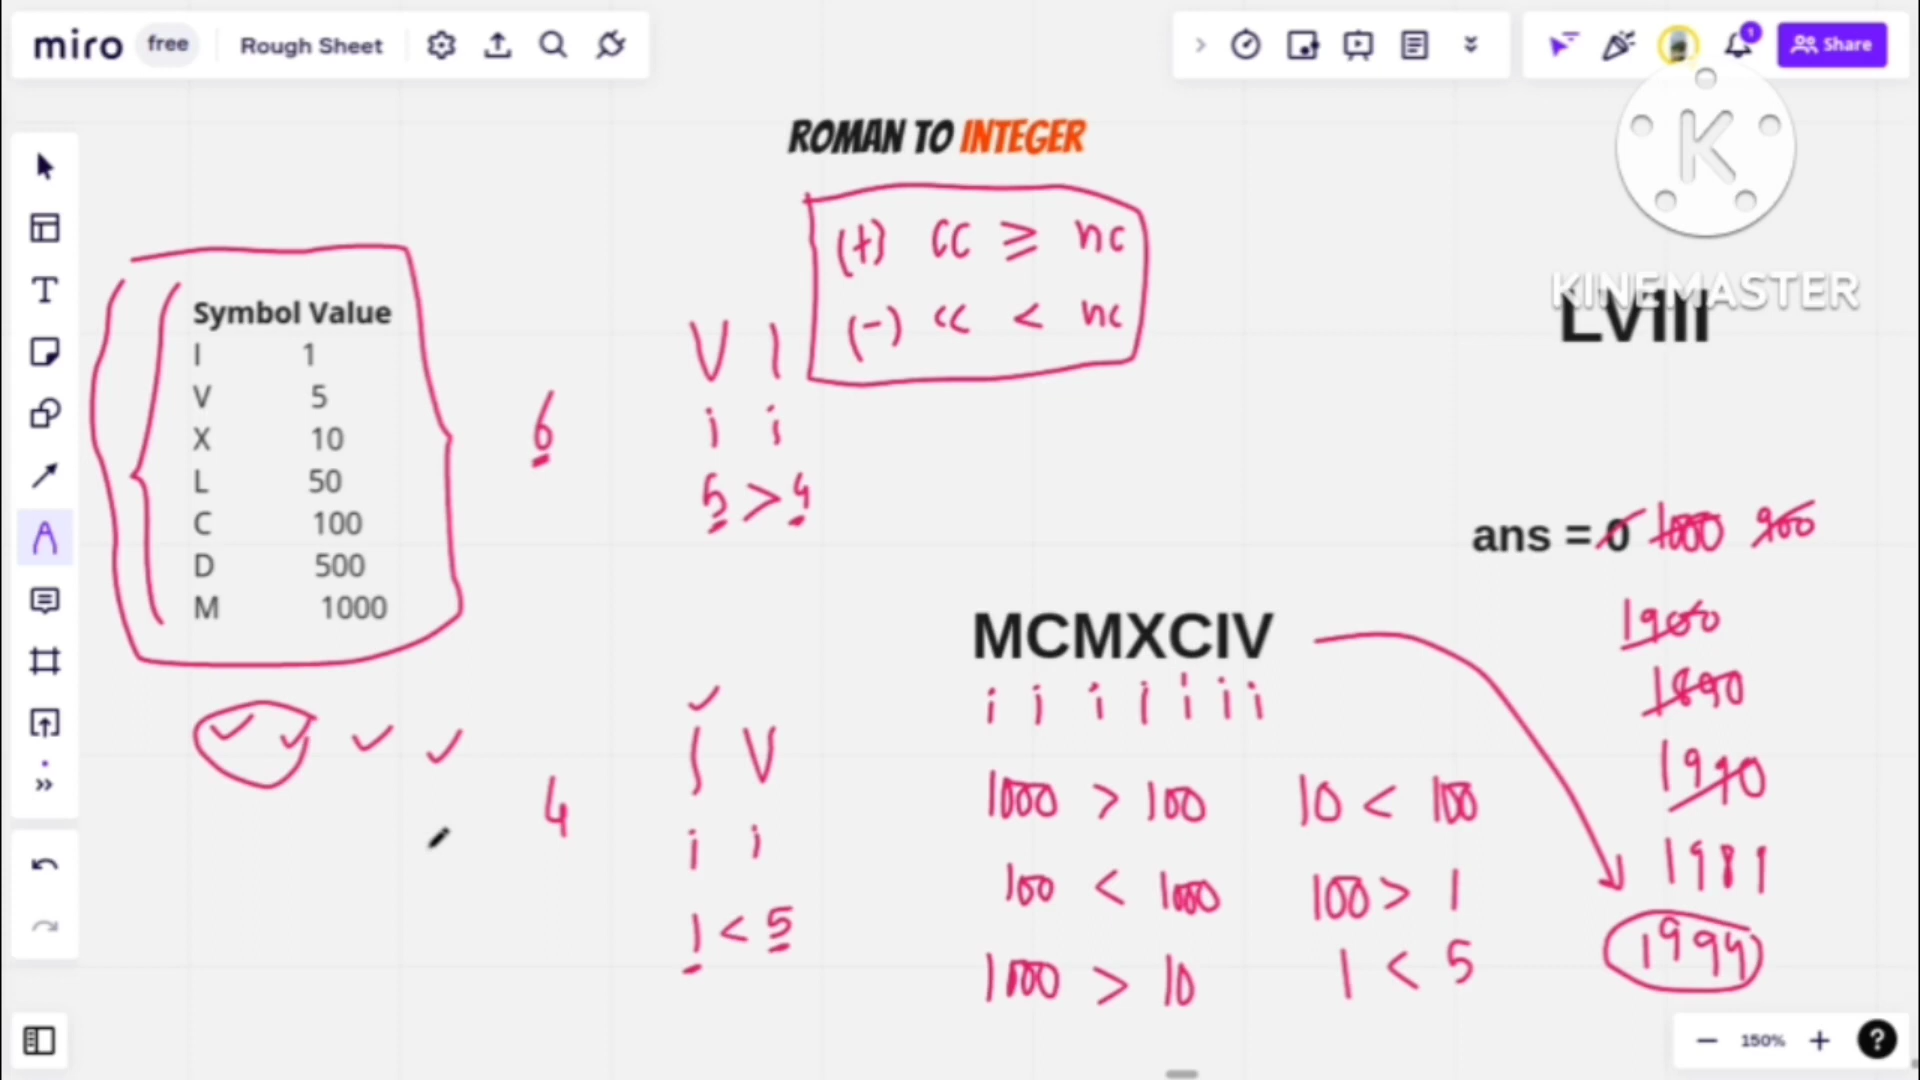 miro free Rough Sheet
1
Share
K
KINEMASTER
ROMAN TO INTEGER
(+) cc ≥ nc
(-) cc < nc
Symbol Value
I 1
V 5
X 10
L 50
C 100
D 500
M 1000
6
V I
i i
5 > 4
LVIII
ans = 0 1000 900
1900
1890
1990
1989
1994
MCMXCIV
i i i i i i i
1000 > 100
100 < 1000
1000 > 10
10 < 100
100 > 1
1 < 5
4
I V
i i
1 < 5
150%
?